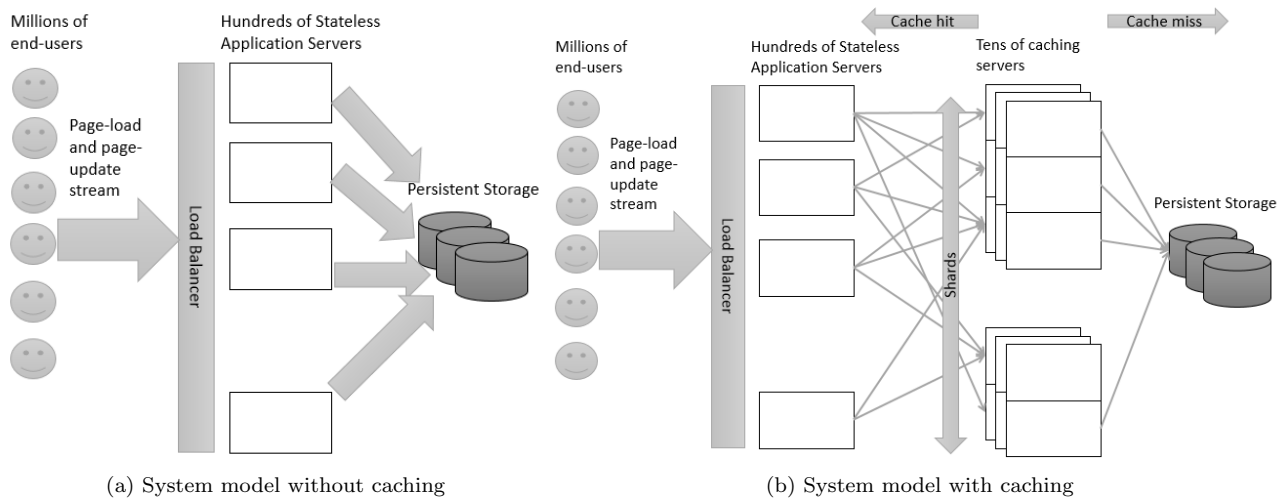 Millions of
end-users
Hundreds of Stateless
Application Servers
Page-load
and page-
update
stream
Load Balancer
Persistent Storage
(a) System model without caching
Cache hit
Cache miss
Millions of
end-users
Hundreds of Stateless
Application Servers
Tens of caching
servers
Page-load
and page-
update
stream
Load Balancer
Shards
Persistent Storage
(b) System model with caching